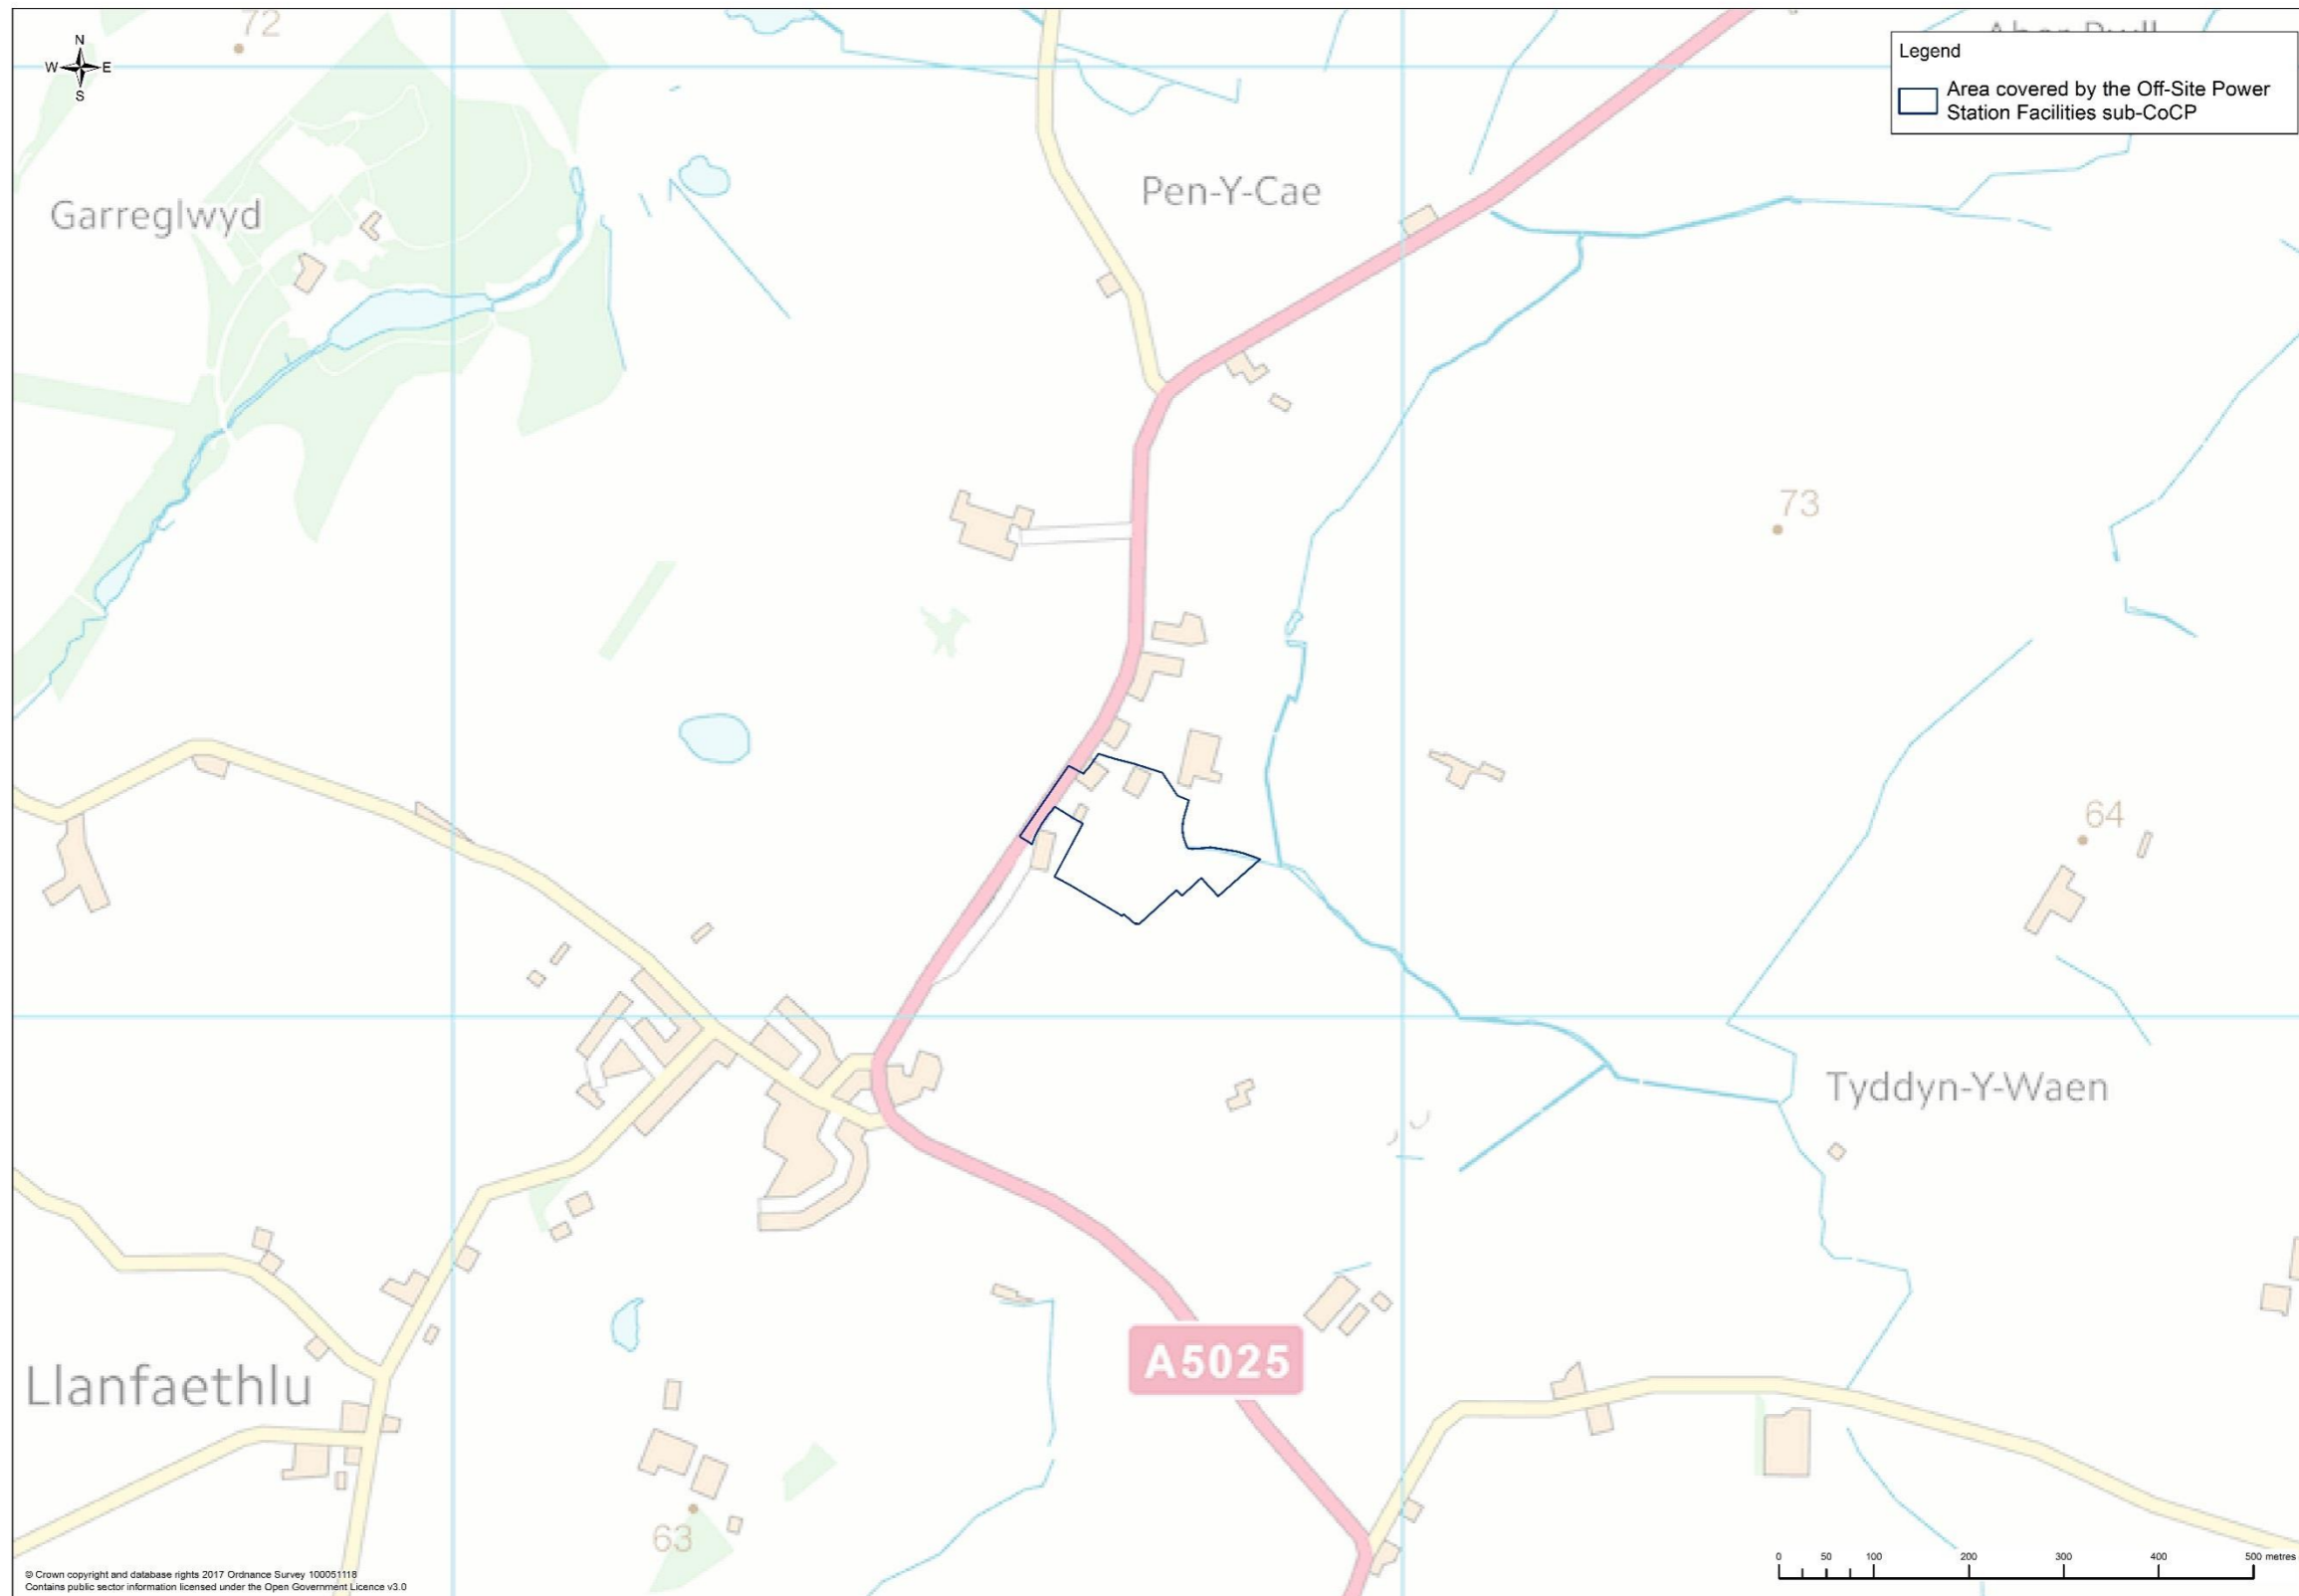 72
N
W E
S
Legend
Area covered by the Off-Site Power
Station Facilities sub-CoCP
Pen-Y-Cae
Garreglwyd
73
64
Tyddyn-Y-Waen
A5025
Llanfaethlu
63
0 50 100 200 300 400 500 metres
© Crown copyright and database rights 2017 Ordnance Survey 100051118
Contains public sector information licensed under the Open Government Licence v3.0